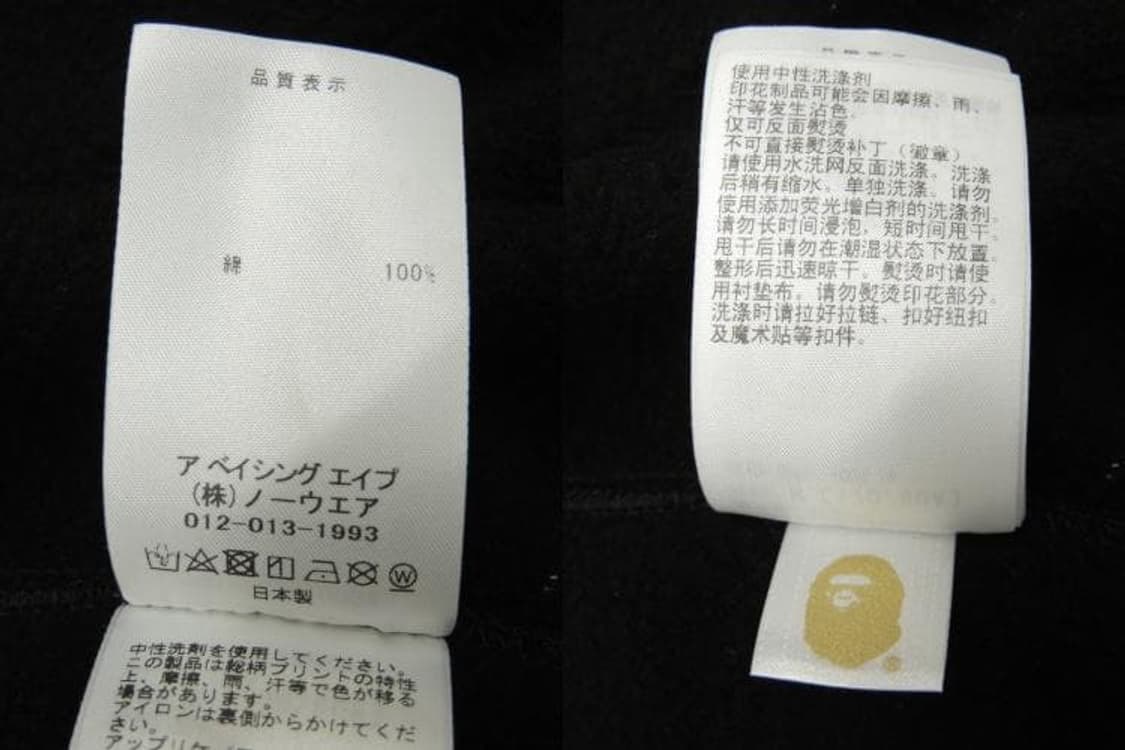 品質表示
綿 100%
ア ベイシング エイプ
(株)ノーウエア
012-013-1993
W
日本製
中性洗剤を使用してください。
この製品は総柄プリントの特性
上、摩擦、雨、汗等で色が移る
場合があります。
アイロンは裏側からかけてくだ
さい。
使用中性洗涤剂
印花制品可能会因摩擦、雨、
汗等发生沾色。
仅可反面熨烫
不可直接熨烫补丁（徽章）
请使用水洗网反面洗涤。洗涤
后稍有缩水。单独洗涤。请勿
使用添加荧光增白剂的洗涤剂。
请勿长时间浸泡，短时间甩干。
甩干后请勿在潮湿状态下放置。
整形后迅速晾干。熨烫时请使
用衬垫布。请勿熨烫印花部分。
洗涤时请拉好拉链、扣好纽扣
及魔术贴等扣件。
®